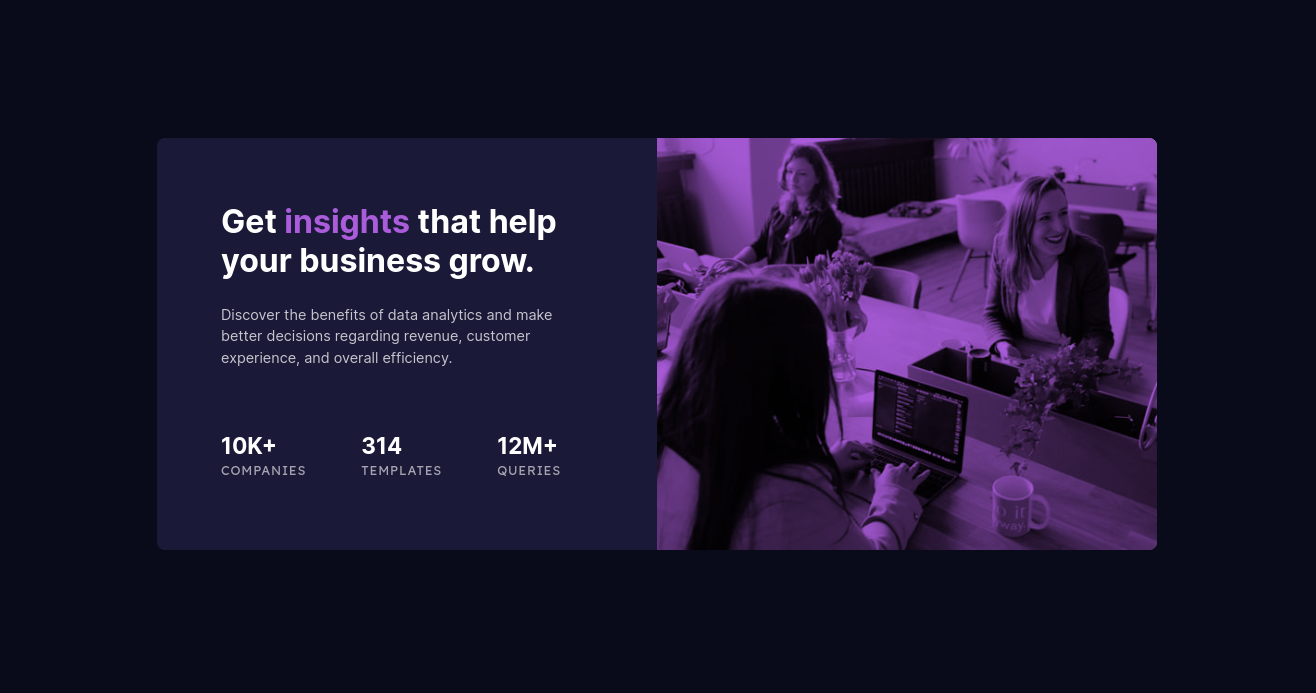 Get insights that help
your business grow.
Discover the benefits of data analytics and make
better decisions regarding revenue, customer
experience, and overall efficiency.
10K+ 314 12M+
COMPANIES TEMPLATES QUERIES